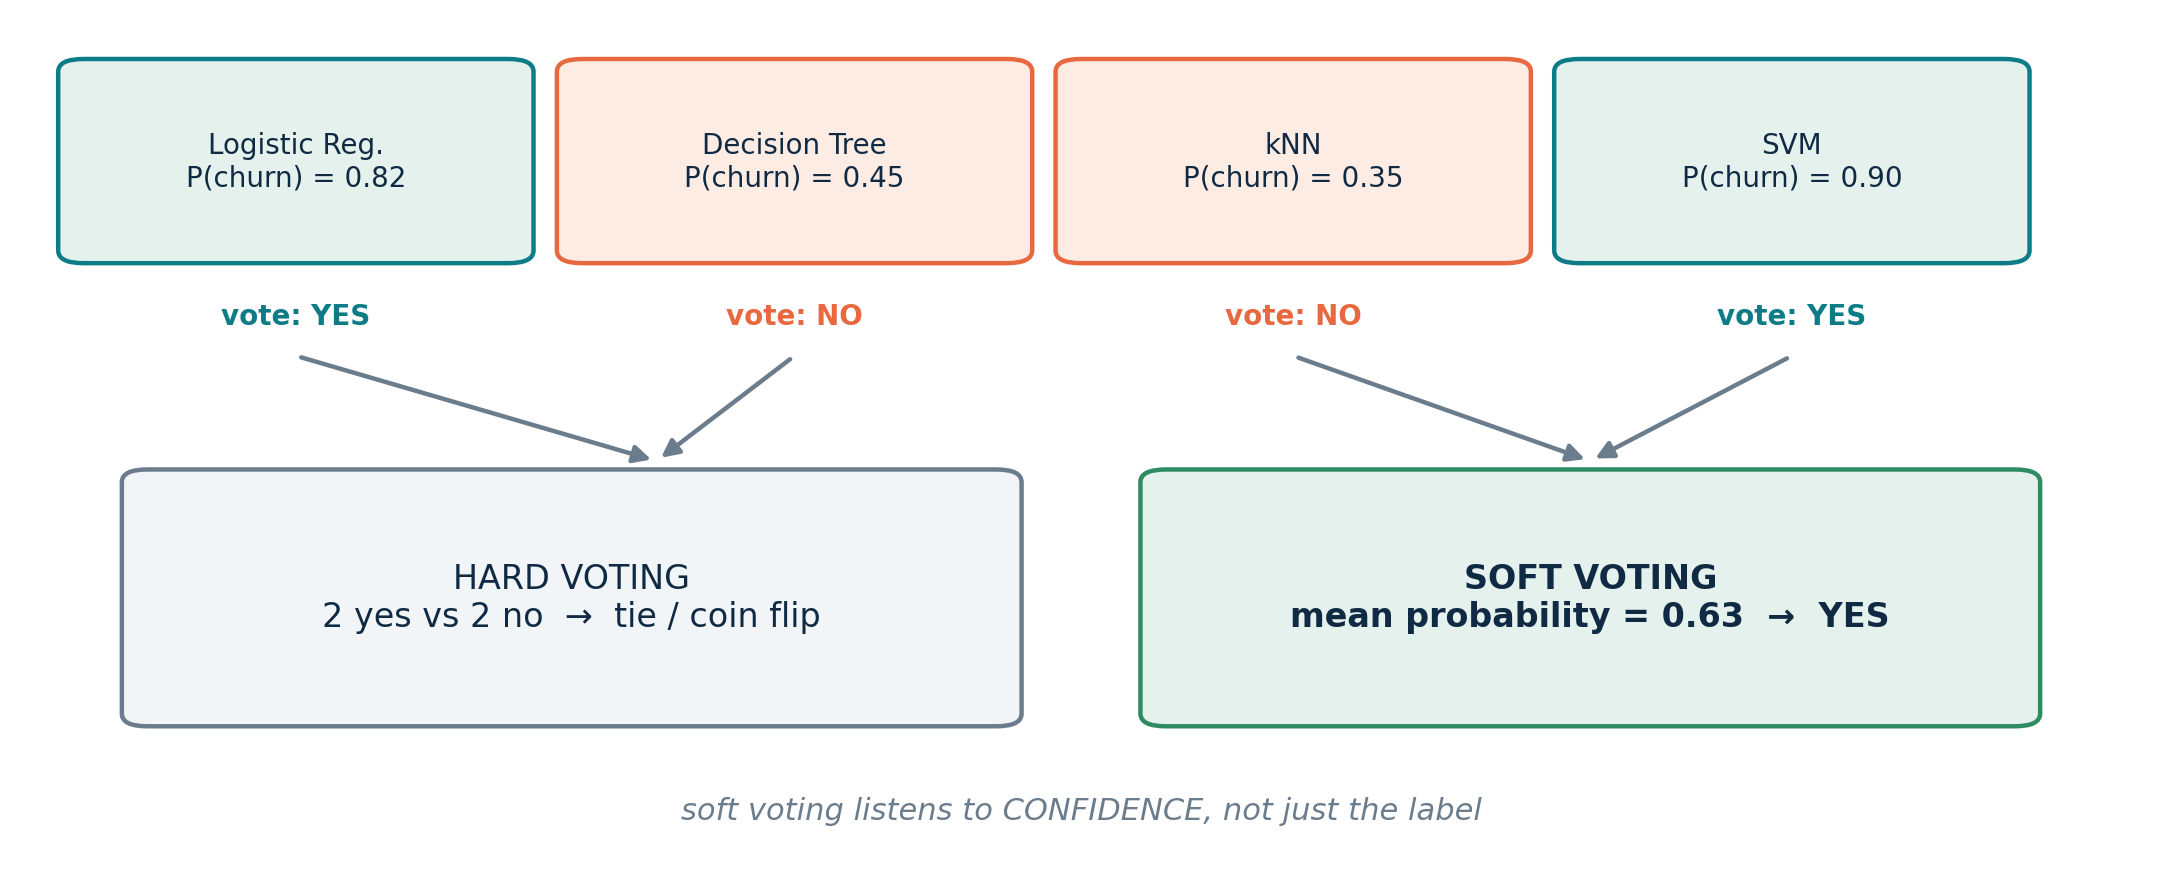 Logistic Reg.
P(churn) = 0.82
Decision Tree
P(churn) = 0.45
kNN
P(churn) = 0.35
SVM
P(churn) = 0.90
vote: YES
vote: NO
vote: NO
vote: YES
HARD VOTING
2 yes vs 2 no → tie / coin flip
SOFT VOTING
mean probability = 0.63 → YES
soft voting listens to CONFIDENCE, not just the label